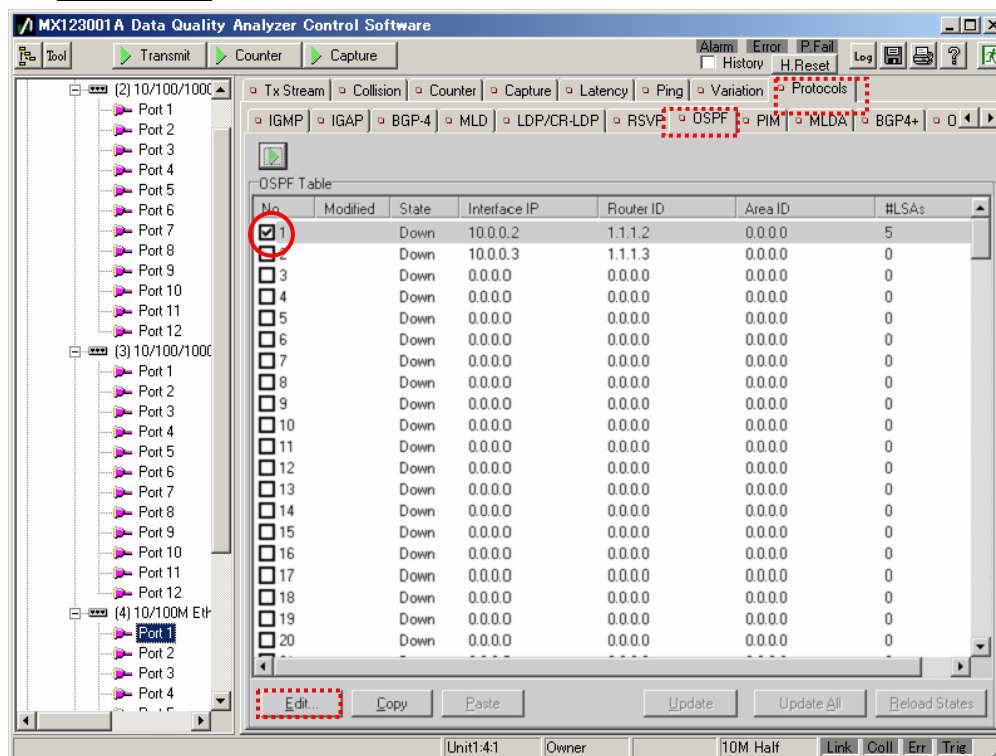 MX123001A Data Quality Analyzer Control Software
Tool Transmit Counter Capture Alarm Error P.Fail History H.Reset Log ?
Tx Stream Collision Counter Capture Latency Ping Variation Protocols
IGMP IGAP BGP-4 MLD LDP/CR-LDP RSVP OSPF PIM MLDA BGP4+ O
(2) 10/100/1000
Port 1
Port 2
Port 3
Port 4
Port 5
Port 6
Port 7
Port 8
Port 9
Port 10
Port 11
Port 12
(3) 10/100/1000
Port 1
Port 2
Port 3
Port 4
Port 5
Port 6
Port 7
Port 8
Port 9
Port 10
Port 11
Port 12
(4) 10/100M Eth
Port 1
Port 2
Port 3
Port 4
OSPF Table
No. Modified State Interface IP Router ID Area ID #LSAs
1 Down 10.0.0.2 1.1.1.2 0.0.0.0 5
2 Down 10.0.0.3 1.1.1.3 0.0.0.0 0
3 Down 0.0.0.0 0.0.0.0 0.0.0.0 0
4 Down 0.0.0.0 0.0.0.0 0.0.0.0 0
5 Down 0.0.0.0 0.0.0.0 0.0.0.0 0
6 Down 0.0.0.0 0.0.0.0 0.0.0.0 0
7 Down 0.0.0.0 0.0.0.0 0.0.0.0 0
8 Down 0.0.0.0 0.0.0.0 0.0.0.0 0
9 Down 0.0.0.0 0.0.0.0 0.0.0.0 0
10 Down 0.0.0.0 0.0.0.0 0.0.0.0 0
11 Down 0.0.0.0 0.0.0.0 0.0.0.0 0
12 Down 0.0.0.0 0.0.0.0 0.0.0.0 0
13 Down 0.0.0.0 0.0.0.0 0.0.0.0 0
14 Down 0.0.0.0 0.0.0.0 0.0.0.0 0
15 Down 0.0.0.0 0.0.0.0 0.0.0.0 0
16 Down 0.0.0.0 0.0.0.0 0.0.0.0 0
17 Down 0.0.0.0 0.0.0.0 0.0.0.0 0
18 Down 0.0.0.0 0.0.0.0 0.0.0.0 0
19 Down 0.0.0.0 0.0.0.0 0.0.0.0 0
20 Down 0.0.0.0 0.0.0.0 0.0.0.0 0
Edit... Copy Paste Update Update All Reload States
Unit1:4:1 Owner 10M Half Link Coll Err Trig